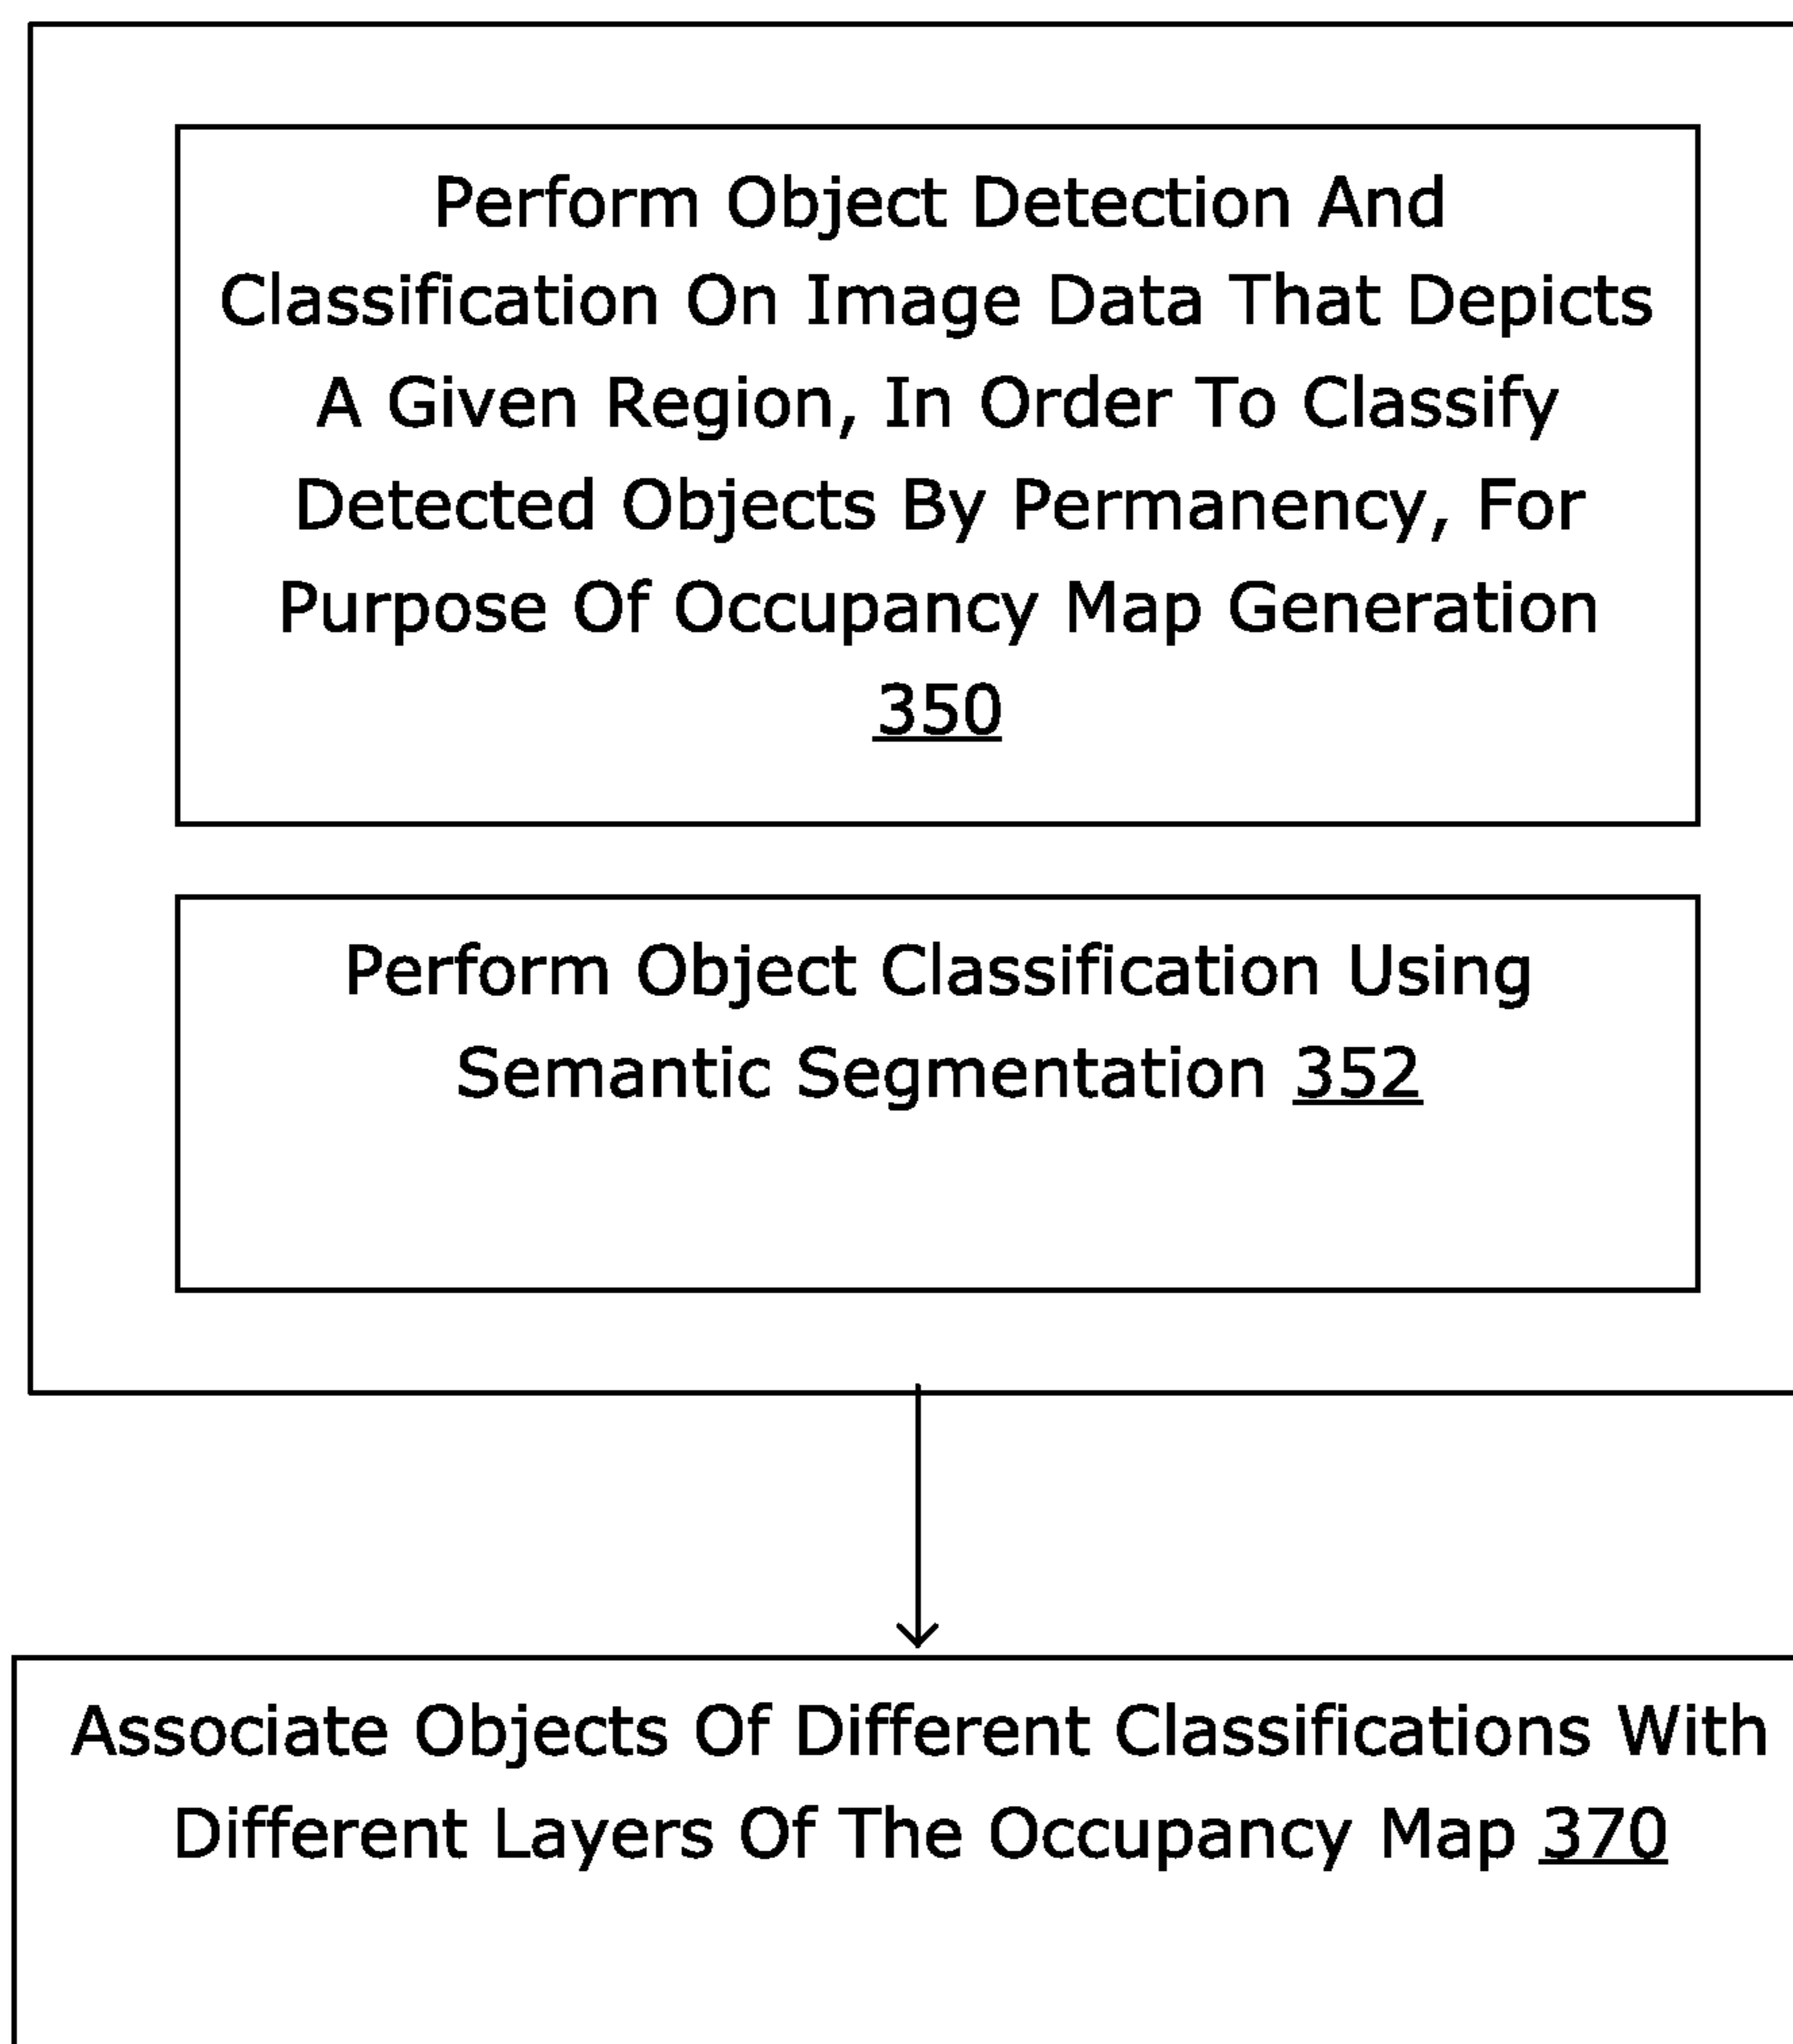 Perform Object Detection And
Classification On Image Data That Depicts
A Given Region, In Order To Classify
Detected Objects By Permanency, For
Purpose Of Occupancy Map Generation
350
Perform Object Classification Using
Semantic Segmentation 352
Associate Objects Of Different Classifications With
Different Layers Of The Occupancy Map 370